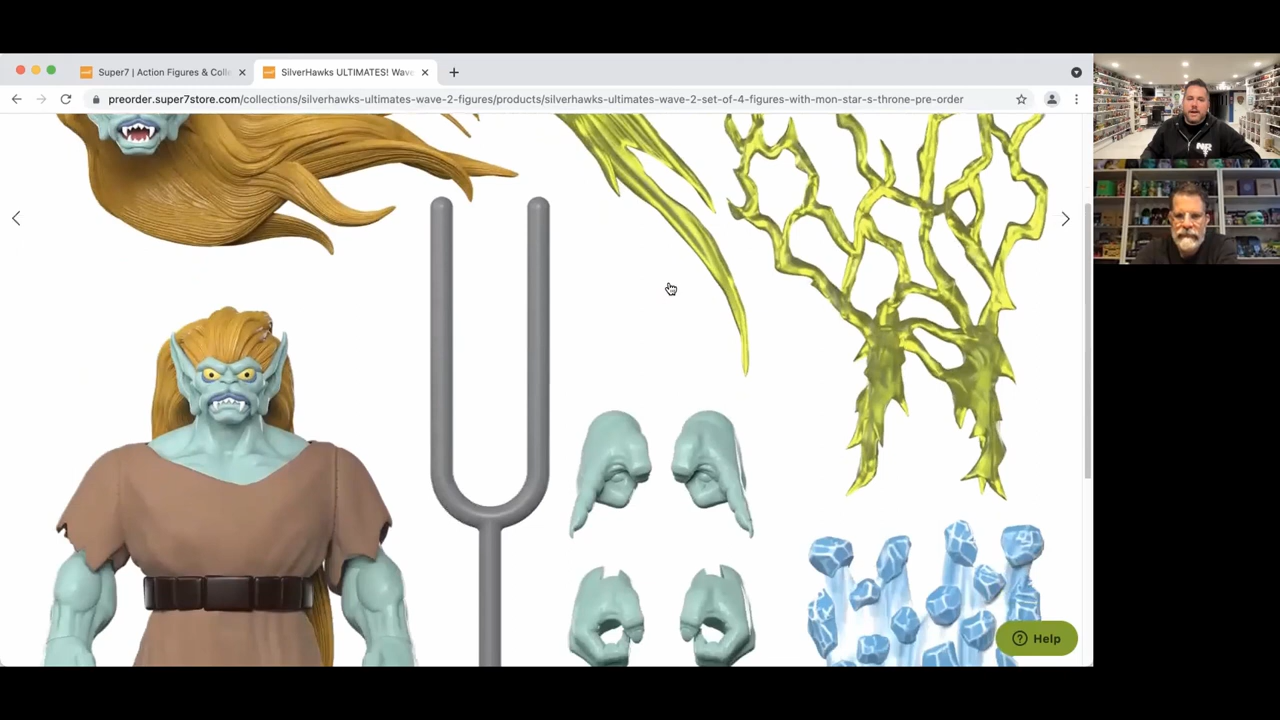 Super7 | Action Figures & Colle
SilverHawks ULTIMATES! Wave
preorder.super7store.com/collections/silverhawks-ultimates-wave-2-figures/products/silverhawks-ultimates-wave-2-set-of-4-figures-with-mon-star-s-throne-pre-order
Help